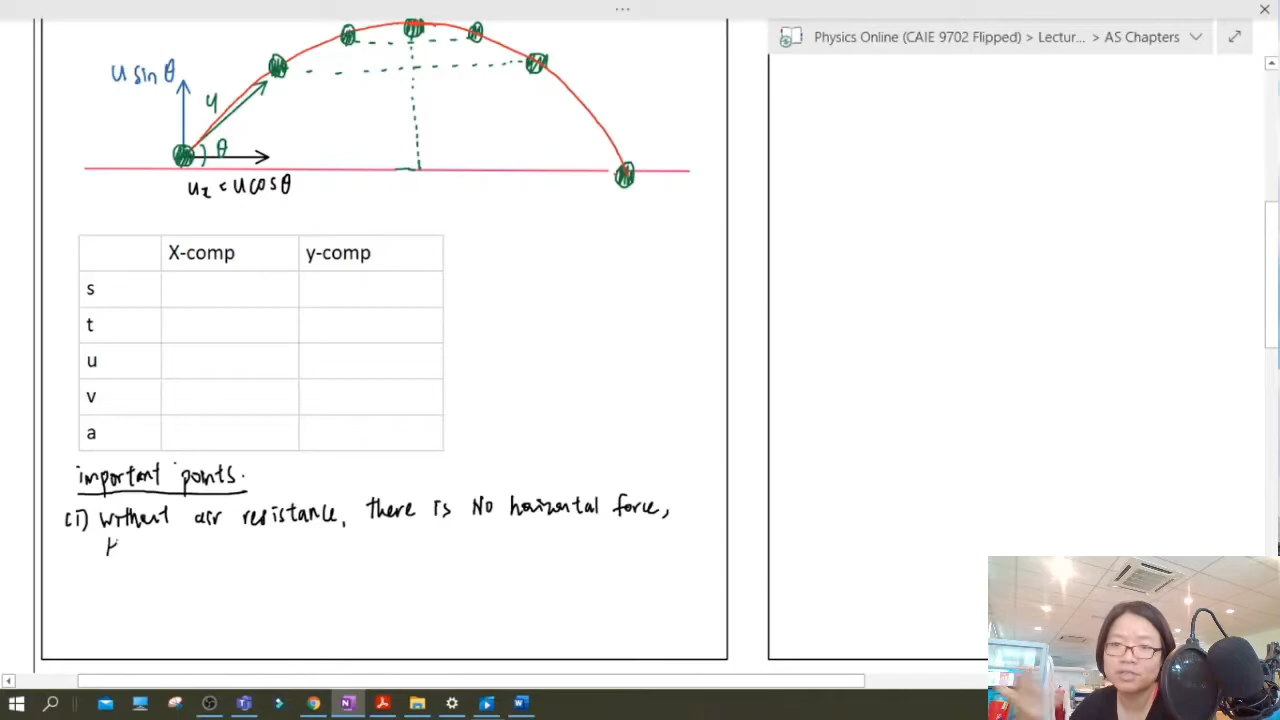 Physics Online (CAIE 9702 Flipped) > Lectur... > AS Chapters
u sin θ
u
θ
uₓ = u cos θ
X-comp y-comp
s
t
u
v
a
important points.
(i) Without air resistance, there is No horizontal force,